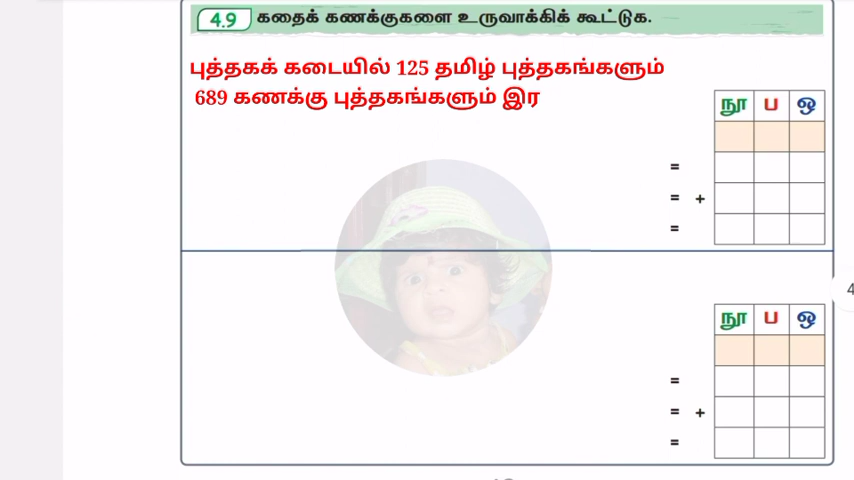 4.9 கதைக் கணக்குகளை உருவாக்கிக் கூட்டுக.
புத்தகக் கடையில் 125 தமிழ் புத்தகங்களும்
689 கணக்கு புத்தகங்களும் இர
நூ ப ஒ
=
= +
=
4
நூ ப ஒ
=
= +
=